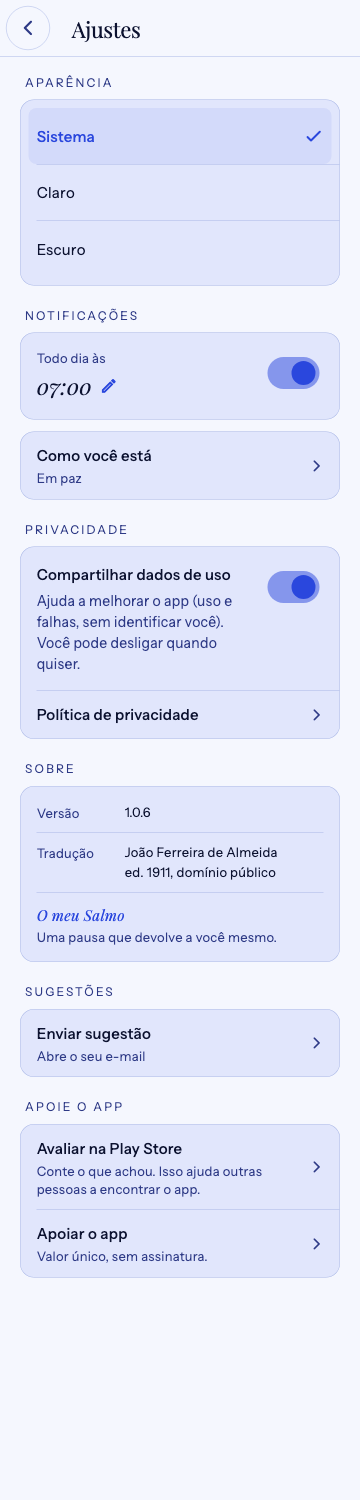 Ajustes
APARÊNCIA
Sistema
Claro
Escuro
NOTIFICAÇÕES
Todo dia às
07:00
Como você está
Em paz
PRIVACIDADE
Compartilhar dados de uso
Ajuda a melhorar o app (uso e
falhas, sem identificar você).
Você pode desligar quando
quiser.
Política de privacidade
SOBRE
Versão 1.0.6
Tradução João Ferreira de Almeida
ed. 1911, domínio público
O meu Salmo
Uma pausa que devolve a você mesmo.
SUGESTÕES
Enviar sugestão
Abre o seu e-mail
APOIE O APP
Avaliar na Play Store
Conte o que achou. Isso ajuda outras
pessoas a encontrar o app.
Apoiar o app
Valor único, sem assinatura.